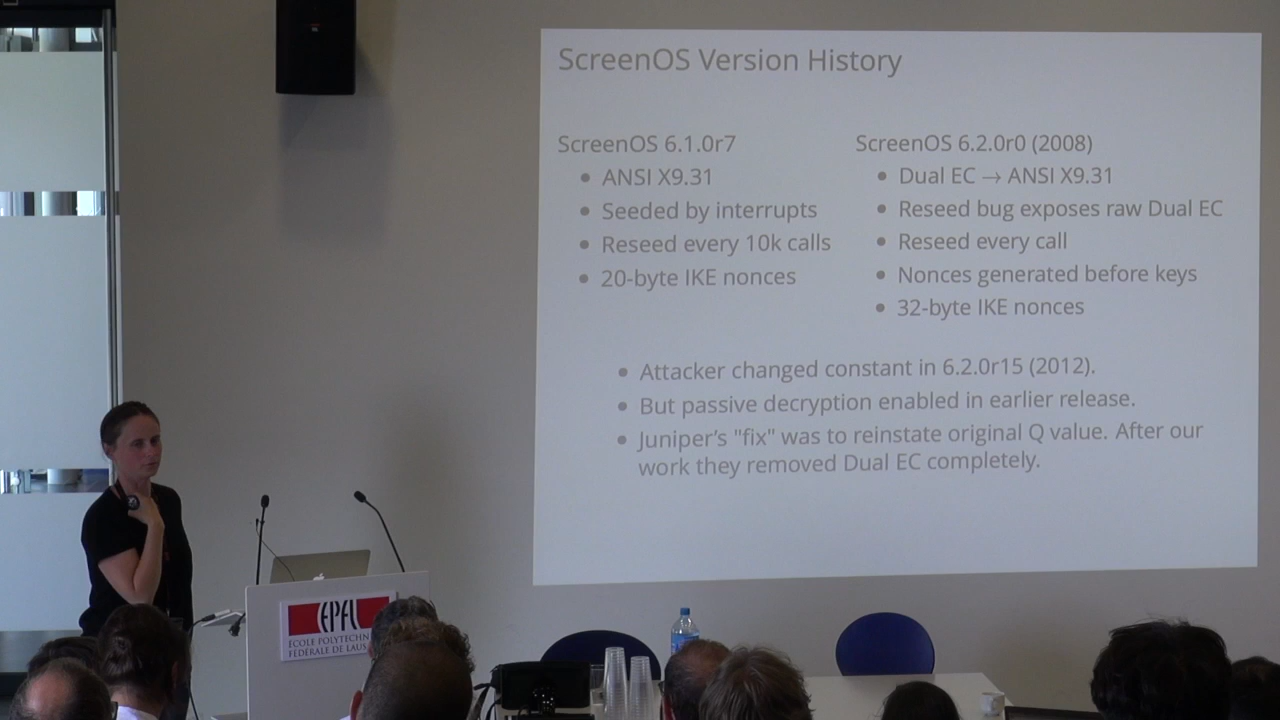 ScreenOS Version History
ScreenOS 6.1.0r7
• ANSI X9.31
• Seeded by interrupts
• Reseed every 10k calls
• 20-byte IKE nonces
ScreenOS 6.2.0r0 (2008)
• Dual EC → ANSI X9.31
• Reseed bug exposes raw Dual EC
• Reseed every call
• Nonces generated before keys
• 32-byte IKE nonces
• Attacker changed constant in 6.2.0r15 (2012).
• But passive decryption enabled in earlier release.
• Juniper's "fix" was to reinstate original Q value. After our
work they removed Dual EC completely.
EPFL
ÉCOLE POLYTECHN
FÉDÉRALE DE LAUS